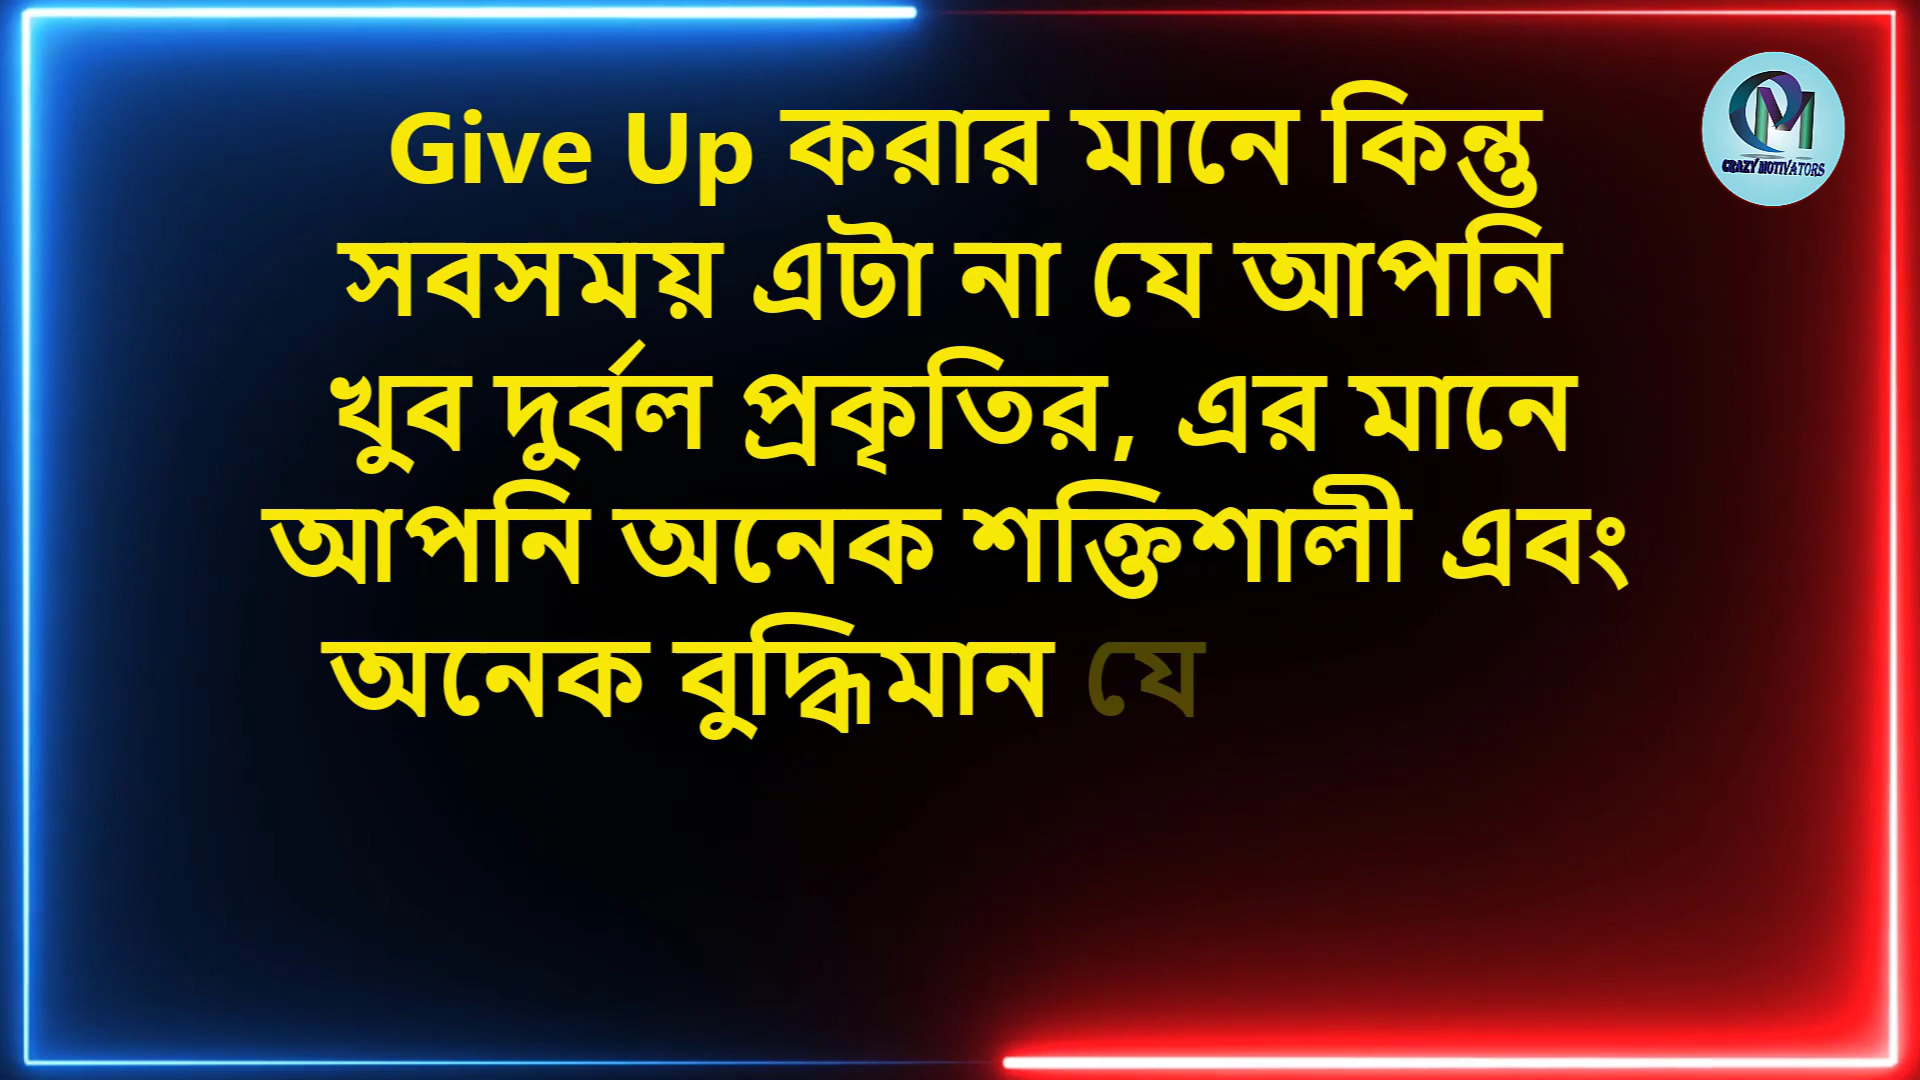 Give Up করার মানে কিন্তু
সবসময় এটা না যে আপনি
খুব দুর্বল প্রকৃতির, এর মানে
আপনি অনেক শক্তিশালী এবং
অনেক বুদ্ধিমান যে
CRAZY MOTIVATORS